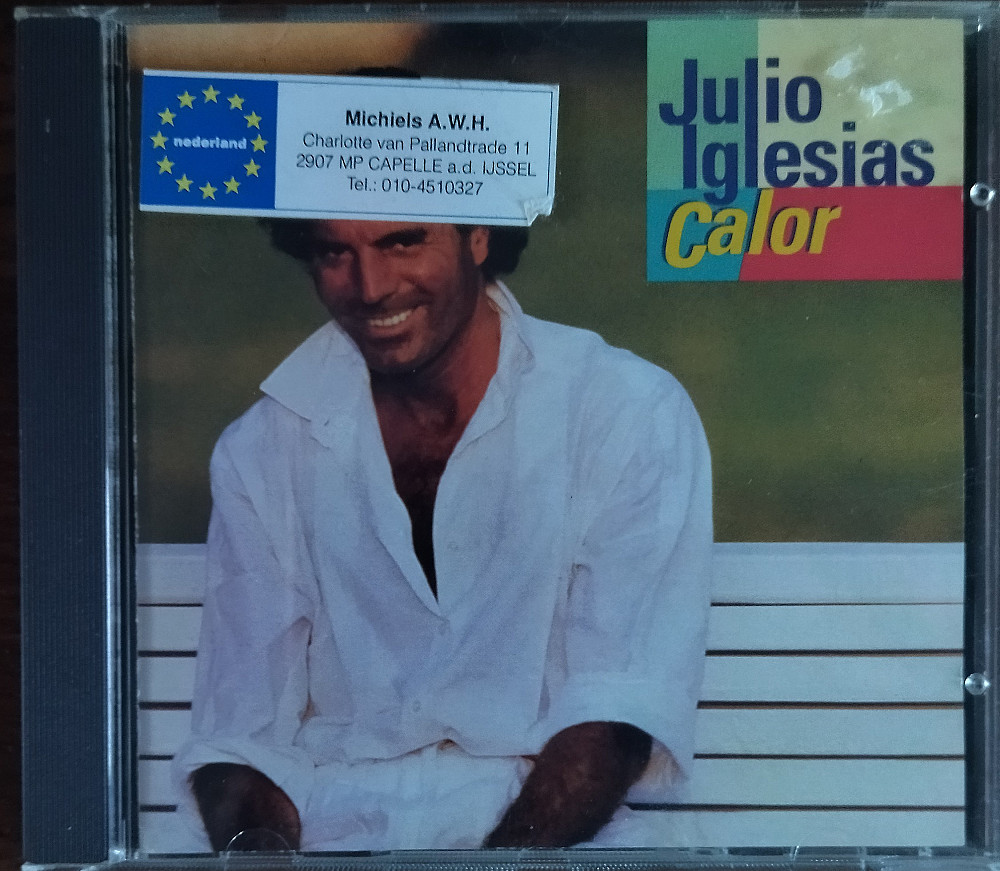 nederland
Michiels A.W.H.
Charlotte van Pallandtrade 11
2907 MP CAPELLE a.d. IJSSEL
Tel.: 010-4510327
Julio
Iglesias
Calor